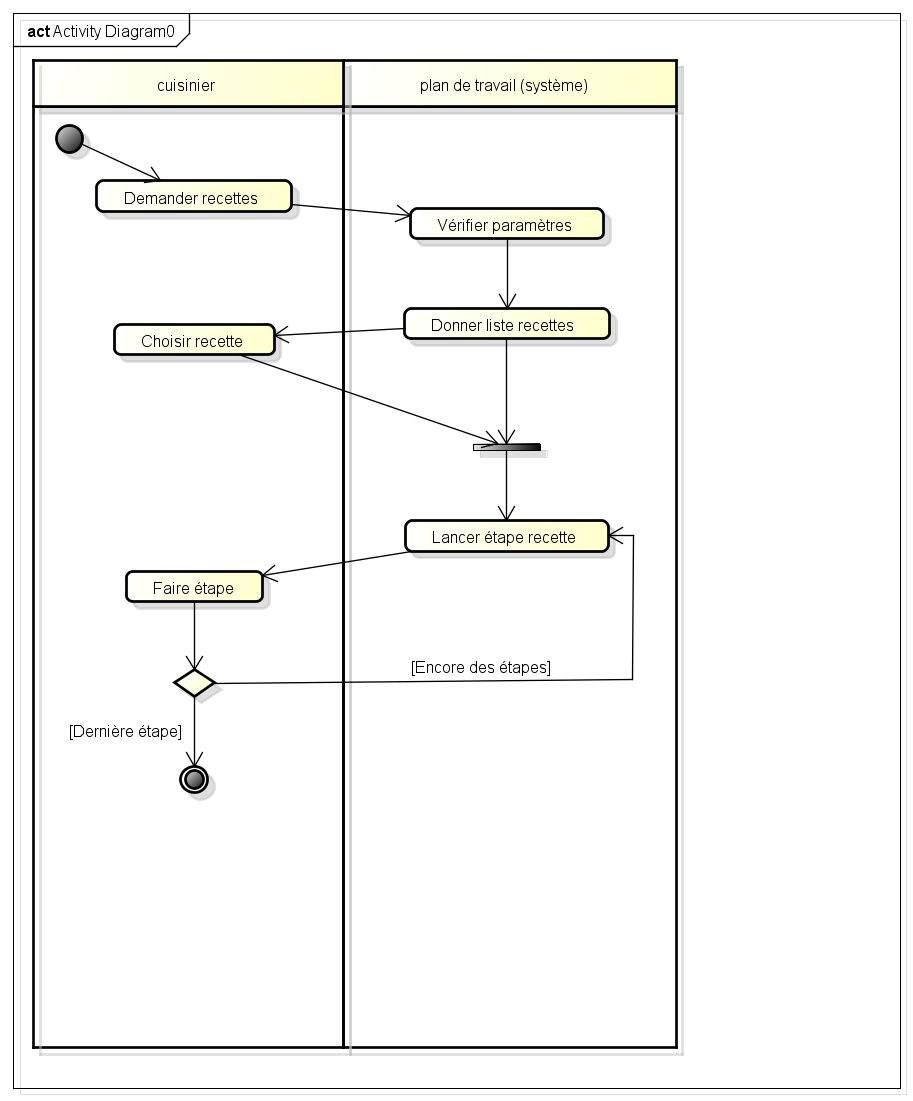 act Activity Diagram0
cuisinier
plan de travail (système)
Demander recettes
Vérifier paramètres
Donner liste recettes
Choisir recette
Lancer étape recette
Faire étape
[Encore des étapes]
[Dernière étape]